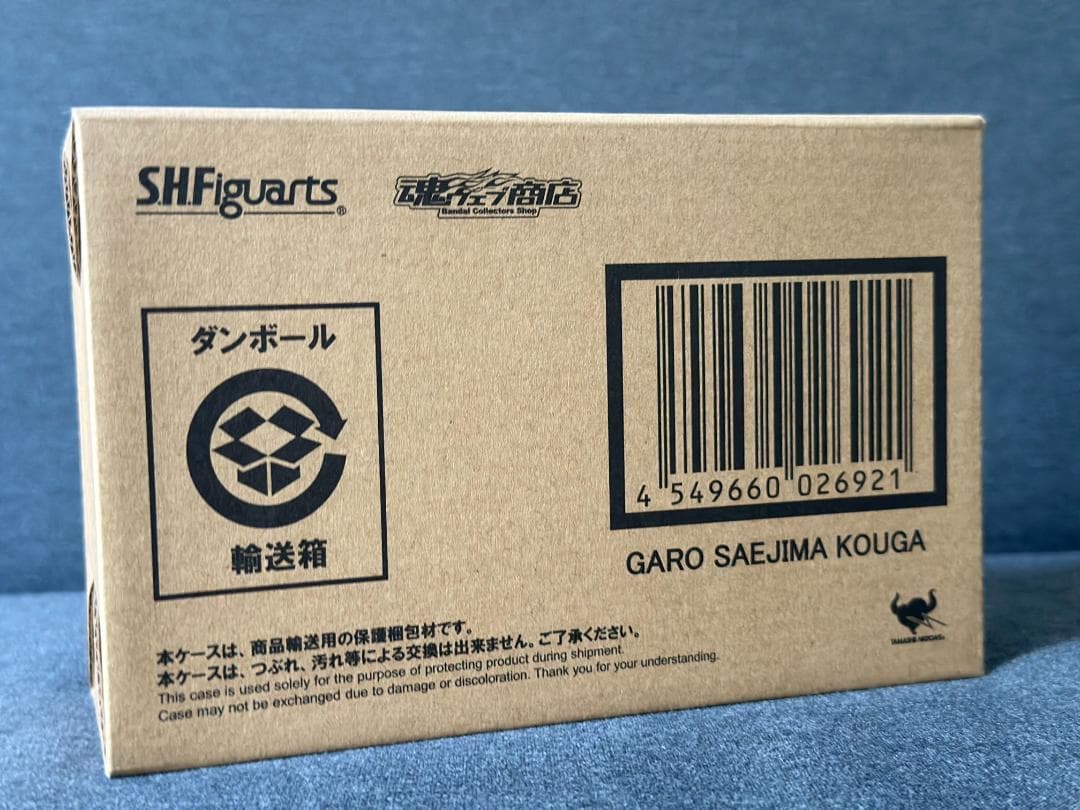 S.H.Figuarts®
魂ウェブ商店
Bandai Collectors Shop
ダンボール
輸送箱
4 549660 026921
GARO SAEJIMA KOUGA
TAMASHII NATIONS
本ケースは、商品輸送用の保護梱包材です。
本ケースは、つぶれ、汚れ等による交換は出来ません。ご了承ください。
This case is used solely for the purpose of protecting product during shipment.
Case may not be exchanged due to damage or discoloration. Thank you for your understanding.